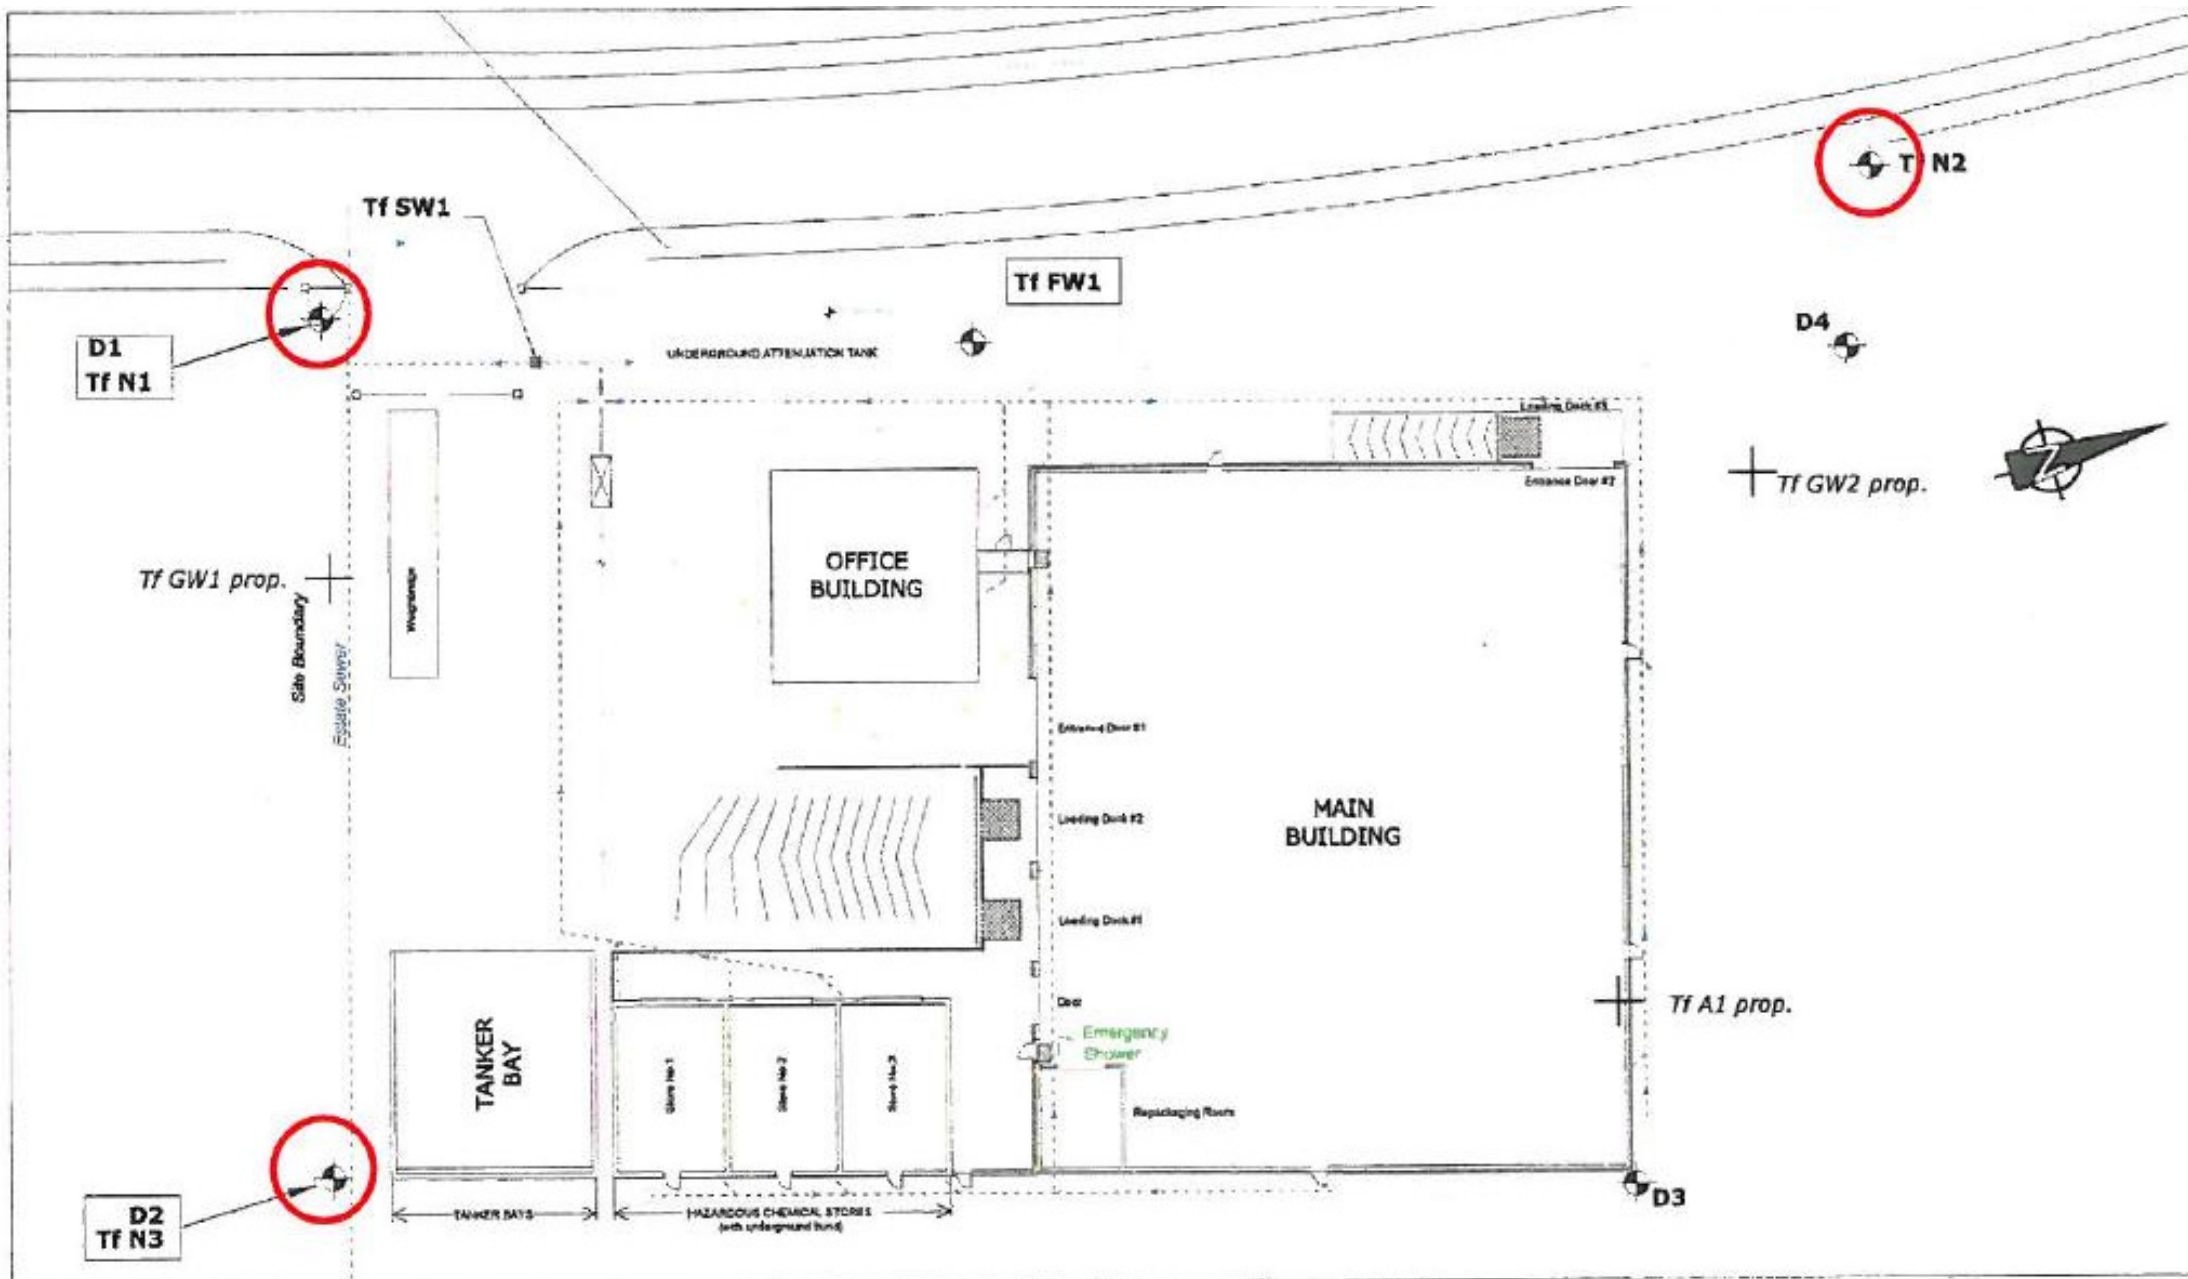 Tf SW1
Tf N2
Tf FW1
D4
D1
Tf N1
UNDERGROUND ATTENUATION TANK
Loading Dock #3
Entrance Door #2
Z
Tf GW2 prop.
OFFICE
BUILDING
Tf GW1 prop.
Weighbridge
Site Boundary
Estate Sewer
Entrance Door #1
Loading Dock #2
MAIN
BUILDING
Loading Dock #1
Door
Tf A1 prop.
Emergency
Shower
TANKER
BAY
Store No.1
Store No.2
Store No.3
Repackaging Room
D2
Tf N3
TANKER BAYS
HAZARDOUS CHEMICAL STORES
(with underground bund)
D3